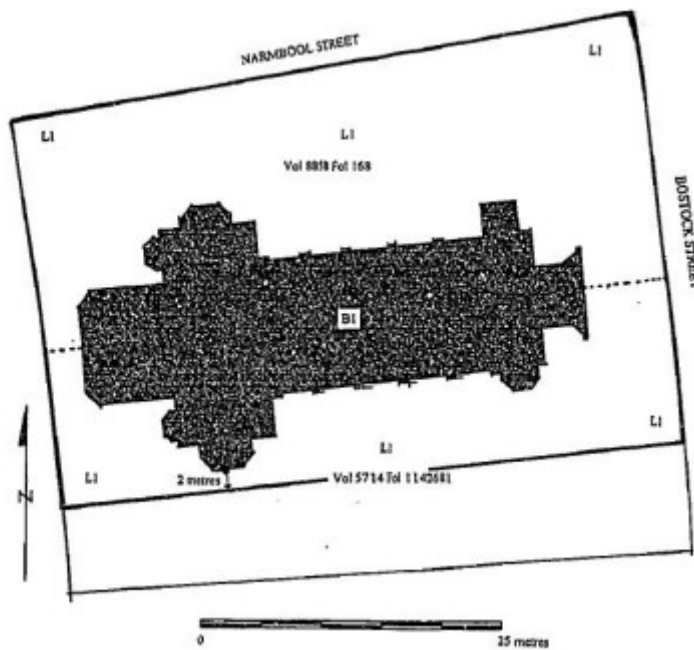 NARMBOOL STREET
L1
L1
L1
Vol 8858 Fol 168
BOSTOCK STREET
B1
L1
L1
L1
2 metres
Vol 5714 Fol 1142681
N
0
25 metres